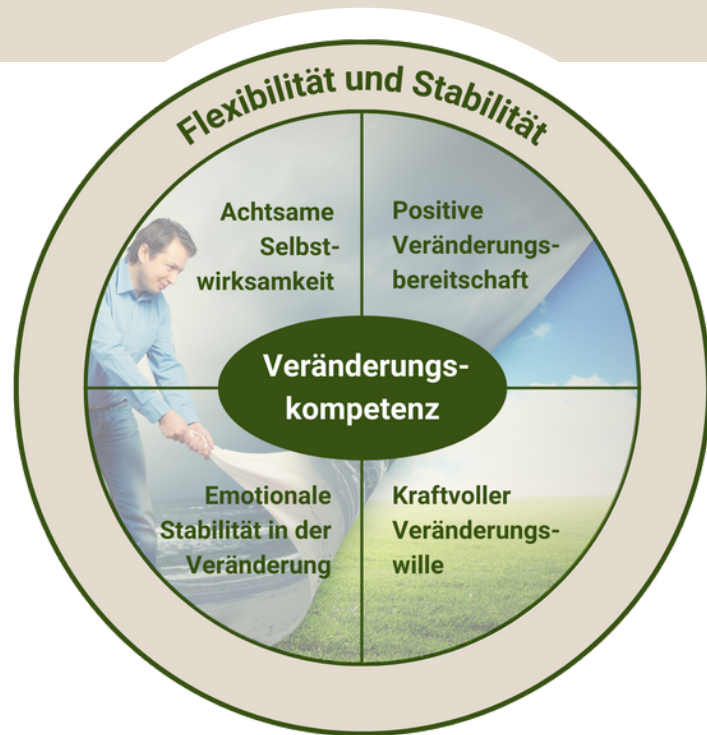 Flexibilität und Stabilität
Achtsame
Selbst-
wirksamkeit
Positive
Veränderungs-
bereitschaft
Veränderungs-
kompetenz
Emotionale
Stabilität in der
Veränderung
Kraftvoller
Veränderungs-
wille